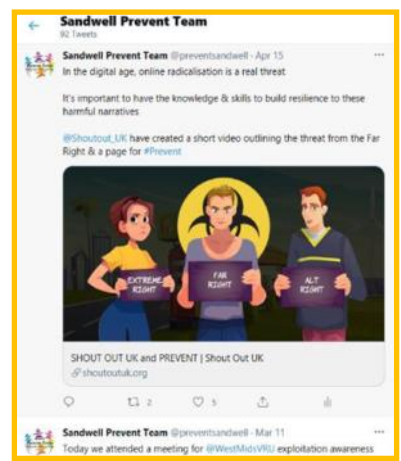 Sandwell Prevent Team
92 Tweets
Sandwell Prevent Team @preventsandwell · Apr 15
In the digital age, online radicalisation is a real threat
It's important to have the knowledge & skills to build resilience to these
harmful narratives
@Shoutout_UK have created a short video outlining the threat from the Far
Right & a page for #Prevent
EXTREME
RIGHT
FAR
RIGHT
ALT
RIGHT
SHOUT OUT UK and PREVENT | Shout Out UK
shoutoutuk.org
2
5
Sandwell Prevent Team @preventsandwell · Mar 11
Today we attended a meeting for @WestMidsVRU exploitation awareness